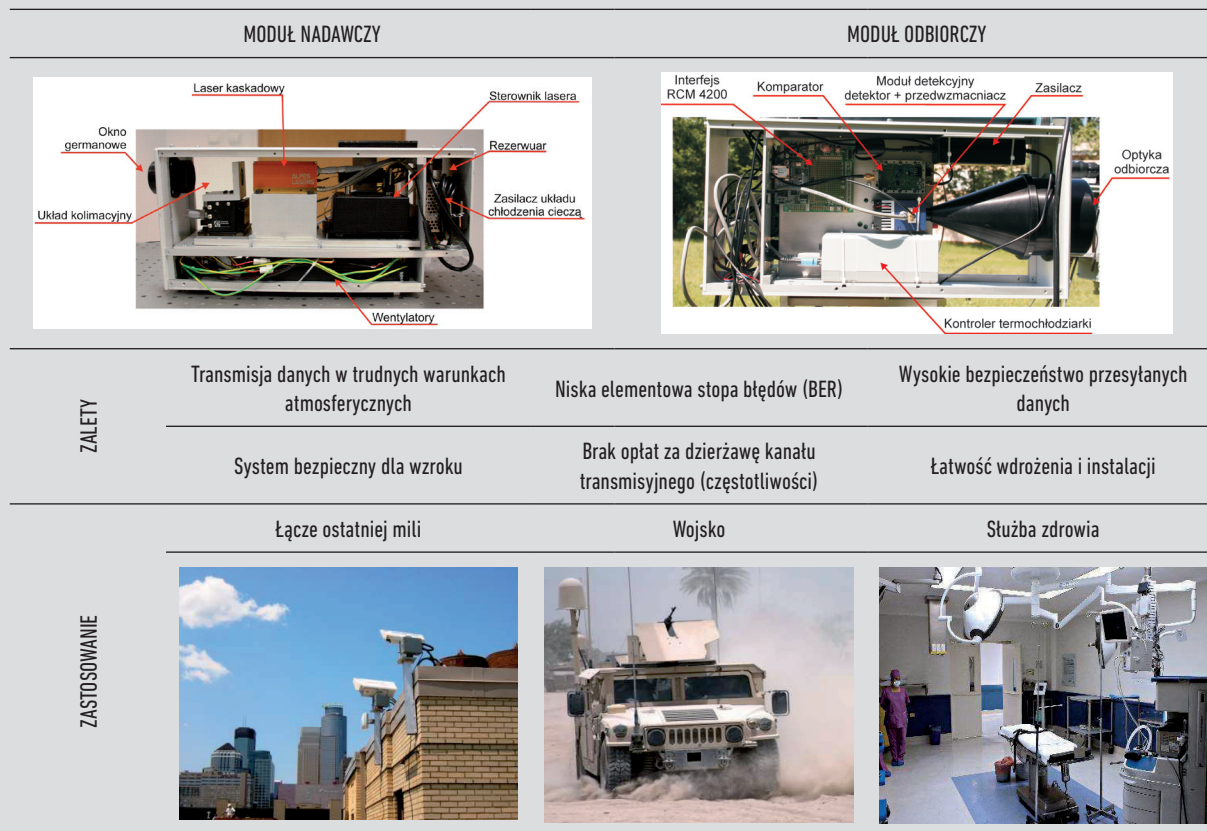 MODUŁ NADAWCZY
MODUŁ ODBIORCZY
Laser kaskadowy
Sterownik lasera
Okno
germanowe
Rezerwuar
Układ kolimacyjny
Zasilacz układu
chłodzenia cieczą
Wentylatory
Interfejs
RCM 4200
Komparator
Moduł detekcyjny
detektor + przedwzmacniacz
Zasilacz
Optyka
odbiorcza
Kontroler termochłodziarki
ZALETY
Transmisja danych w trudnych warunkach
atmosferycznych
Niska elementowa stopa błędów (BER)
Wysokie bezpieczeństwo przesyłanych
danych
System bezpieczny dla wzroku
Brak opłat za dzierżawę kanału
transmisyjnego (częstotliwości)
Łatwość wdrożenia i instalacji
ZASTOSOWANIE
Łącze ostatniej mili
Wojsko
Służba zdrowia